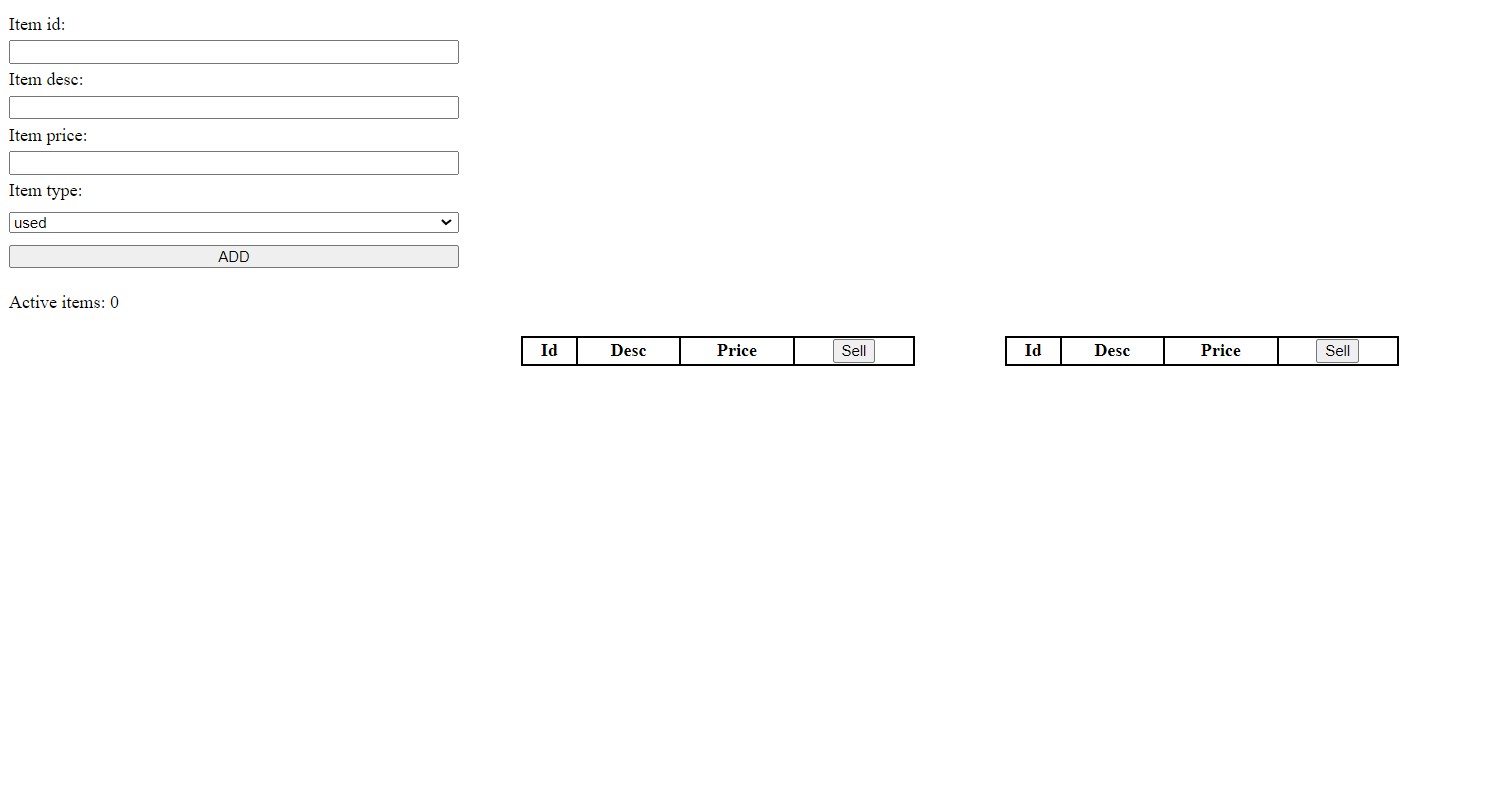 Item id:
Item desc:
Item price:
Item type:
used
ADD
Active items: 0
Id Desc Price Sell Id Desc Price Sell